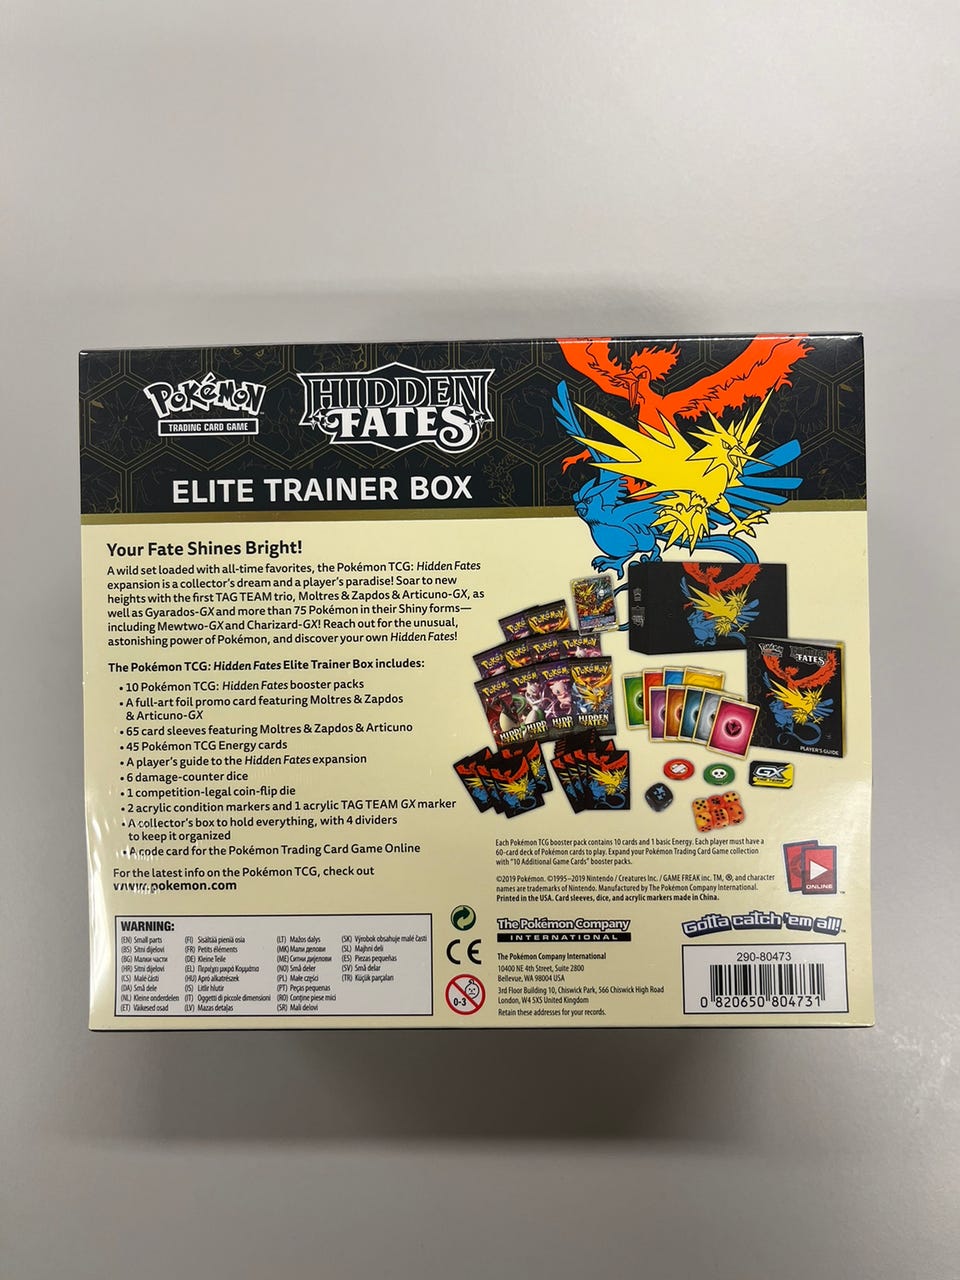 Pokémon
TRADING CARD GAME
HIDDEN
FATES
ELITE TRAINER BOX
Your Fate Shines Bright!
A wild set loaded with all-time favorites, the Pokémon TCG: Hidden Fates
expansion is a collector's dream and a player's paradise! Soar to new
heights with the first TAG TEAM trio, Moltres & Zapdos & Articuno-GX, as
well as Gyarados-GX and more than 75 Pokémon in their Shiny forms—
including Mewtwo-GX and Charizard-GX! Reach out for the unusual,
astonishing power of Pokémon, and discover your own Hidden Fates!
The Pokémon TCG: Hidden Fates Elite Trainer Box includes:
• 10 Pokémon TCG: Hidden Fates booster packs
• A full-art foil promo card featuring Moltres & Zapdos
& Articuno-GX
• 65 card sleeves featuring Moltres & Zapdos & Articuno
• 45 Pokémon TCG Energy cards
• A player's guide to the Hidden Fates expansion
• 6 damage-counter dice
• 1 competition-legal coin-flip die
• 2 acrylic condition markers and 1 acrylic TAG TEAM GX marker
• A collector's box to hold everything, with 4 dividers
to keep it organized
• A code card for the Pokémon Trading Card Game Online
For the latest info on the Pokémon TCG, check out
www.pokemon.com
FATES
PLAYER'S GUIDE
GX
Each Pokémon TCG booster pack contains 10 cards and 1 basic Energy. Each player must have a
60-card deck of Pokémon cards to play. Expand your Pokémon Trading Card Game collection
with "10 Additional Game Cards" booster packs.
©2019 Pokémon. ©1995–2019 Nintendo / Creatures Inc. / GAME FREAK inc. TM, ®, and character
names are trademarks of Nintendo. Manufactured by The Pokémon Company International.
Printed in the USA. Card sleeves, dice, and acrylic markers made in China.
ONLINE
™
WARNING:
(EN) Small parts
(BS) Sitni dijelovi
(BG) Малки части
(HR) Sitni dijelovi
(CS) Malé části
(DA) Små dele
(NL) Kleine onderdelen
(ET) Väikesed osad
(FI) Sisältää pieniä osia
(FR) Petits éléments
(DE) Kleine Teile
(EL) Περιέχει μικρά Κομμάτια
(HU) Apró alkatrészek
(IS) Litlir hlutir
(IT) Oggetti di piccole dimensioni
(LV) Mazas detaļas
(LT) Mažos dalys
(MK) Мали делови
(ME) Ситни дијелови
(NO) Små deler
(PL) Małe części
(PT) Peças pequenas
(RO) Conține piese mici
(SR) Mali delovi
(SK) Výrobok obsahuje malé časti
(SL) Majhni deli
(ES) Piezas pequeñas
(SV) Små delar
(TR) Küçük parçaları
CE
0-3
The Pokémon Company
INTERNATIONAL
The Pokémon Company International
10400 NE 4th Street, Suite 2800
Bellevue, WA 98004 USA
3rd Floor Building 10, Chiswick Park, 566 Chiswick High Road
London, W4 5XS United Kingdom
Retain these addresses for your records.
Gotta catch 'em all!™
290-80473
0 820650 804731